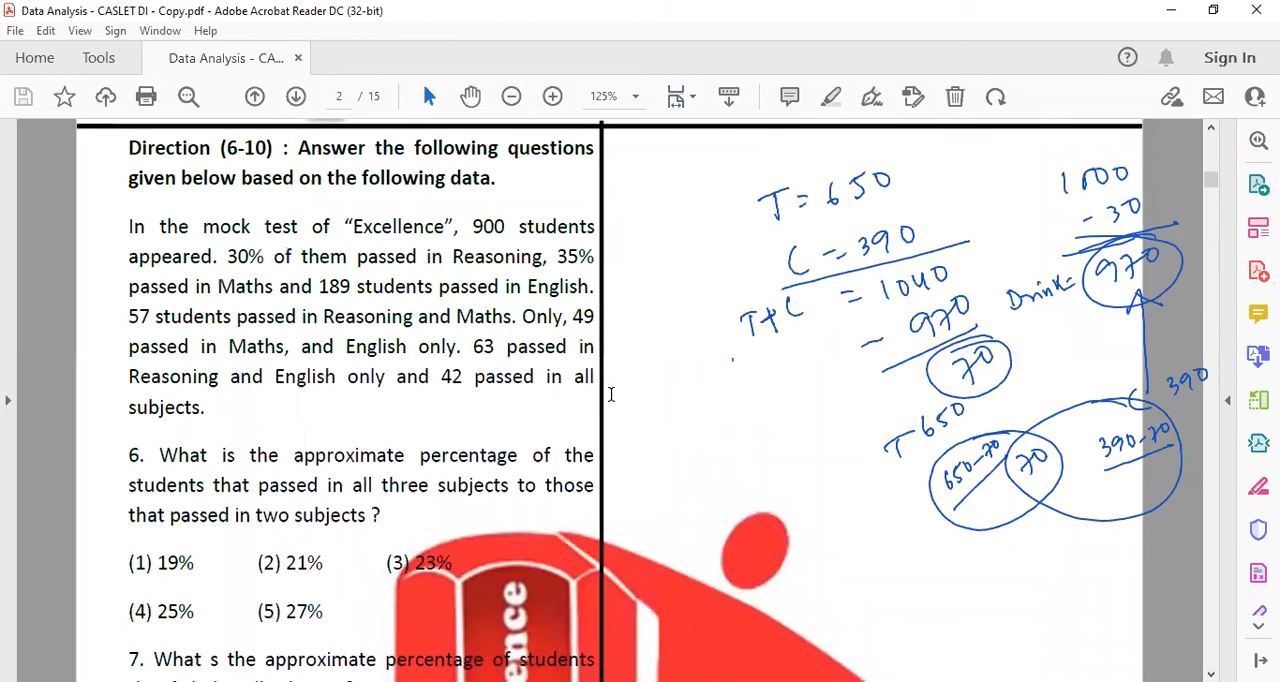 Data Analysis - CASLET DI - Copy.pdf - Adobe Acrobat Reader DC (32-bit)
File Edit View Sign Window Help
Home Tools Data Analysis - CA... × Sign In
2 / 15 125%
Direction (6-10) : Answer the following questions
given below based on the following data.
In the mock test of “Excellence”, 900 students
appeared. 30% of them passed in Reasoning, 35%
passed in Maths and 189 students passed in English.
57 students passed in Reasoning and Maths. Only, 49
passed in Maths, and English only. 63 passed in
Reasoning and English only and 42 passed in all
subjects.
6. What is the approximate percentage of the
students that passed in all three subjects to those
that passed in two subjects ?
(1) 19% (2) 21% (3) 23%
(4) 25% (5) 27%
7. What s the approximate percentage of students
ence
T = 650
C = 390
T+C = 1040
- 970
70
1000
- 30
Drink = 970
T 650
C 390
650-70
70
390-70